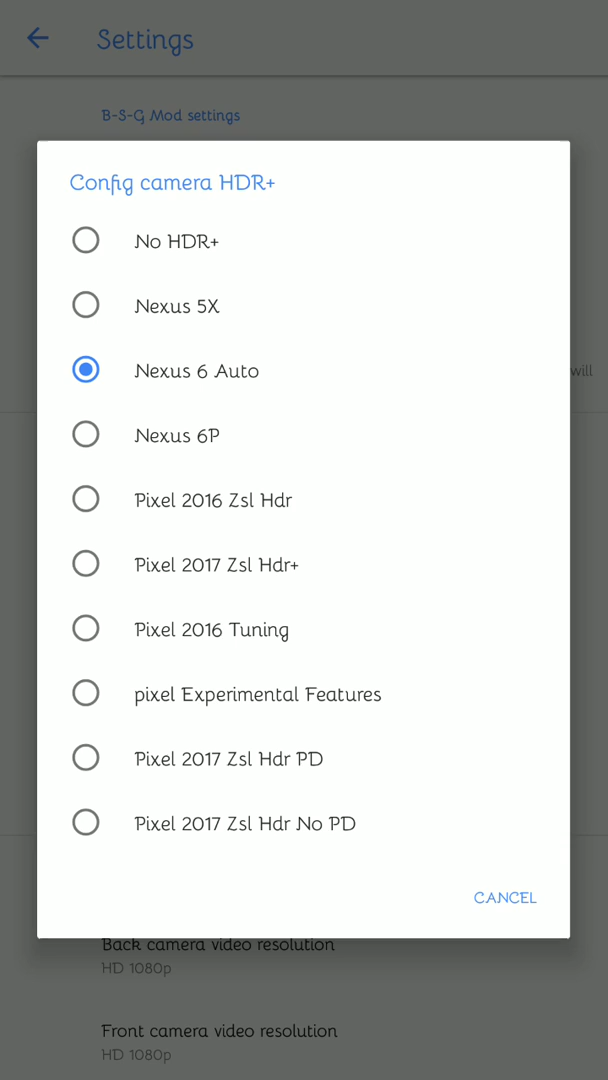 Settings
B-S-G Mod settings
Config camera HDR+
No HDR+
Nexus 5X
Nexus 6 Auto
will
Nexus 6P
Pixel 2016 Zsl Hdr
Pixel 2017 Zsl Hdr+
Pixel 2016 Tuning
pixel Experimental Features
Pixel 2017 Zsl Hdr PD
Pixel 2017 Zsl Hdr No PD
CANCEL
Back camera video resolution
HD 1080p
Front camera video resolution
HD 1080p